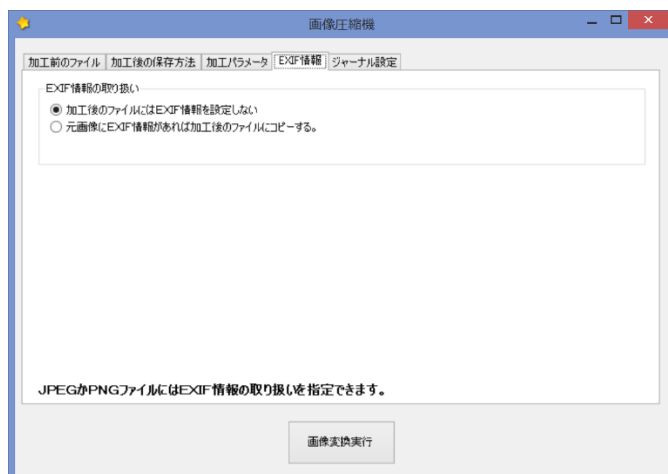 画像圧縮機
加工前のファイル 加工後の保存方法 加工パラメータ EXIF情報 ジャーナル設定
EXIF情報の取り扱い
加工後のファイルにはEXIF情報を設定しない
元画像にEXIF情報があれば加工後のファイルにコピーする。
JPEGかPNGファイルにはEXIF情報の取り扱いを指定できます。
画像変換実行